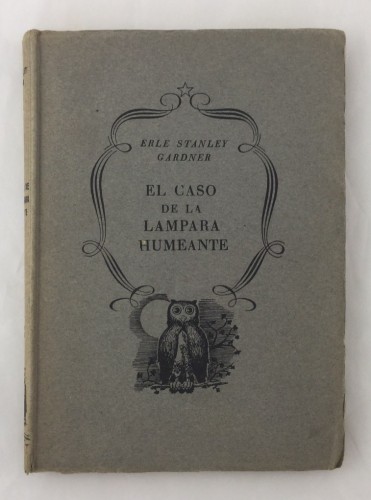 ERLE STANLEY
GARDNER
EL CASO
DE LA
LAMPARA
HUMEANTE